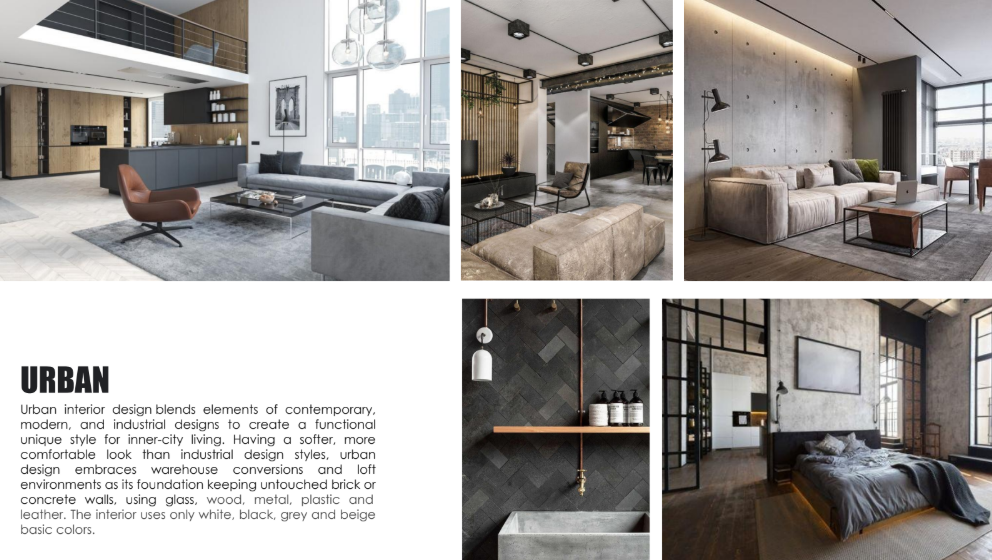 URBAN
Urban interior design blends elements of contemporary,
modern, and industrial designs to create a functional
unique style for inner-city living. Having a softer, more
comfortable look than industrial design styles, urban
design embraces warehouse conversions and loft
environments as its foundation keeping untouched brick or
concrete walls, using glass, wood, metal, plastic and
leather. The interior uses only white, black, grey and beige
basic colors.